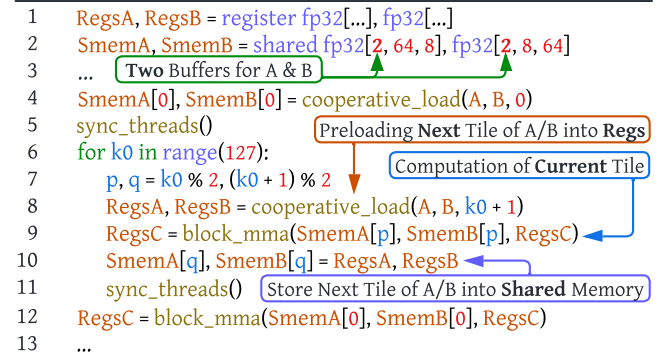 1 RegsA, RegsB = register fp32[...], fp32[...]
2 SmemA, SmemB = shared fp32[2, 64, 8], fp32[2, 8, 64]
3 ...
Two Buffers for A & B
4 SmemA[0], SmemB[0] = cooperative_load(A, B, 0)
5 sync_threads()
Preloading Next Tile of A/B into Regs
6 for k0 in range(127):
Computation of Current Tile
7 p, q = k0 % 2, (k0 + 1) % 2
8 RegsA, RegsB = cooperative_load(A, B, k0 + 1)
9 RegsC = block_mma(SmemA[p], SmemB[p], RegsC)
10 SmemA[q], SmemB[q] = RegsA, RegsB
11 sync_threads()
Store Next Tile of A/B into Shared Memory
12 RegsC = block_mma(SmemA[0], SmemB[0], RegsC)
13 ...